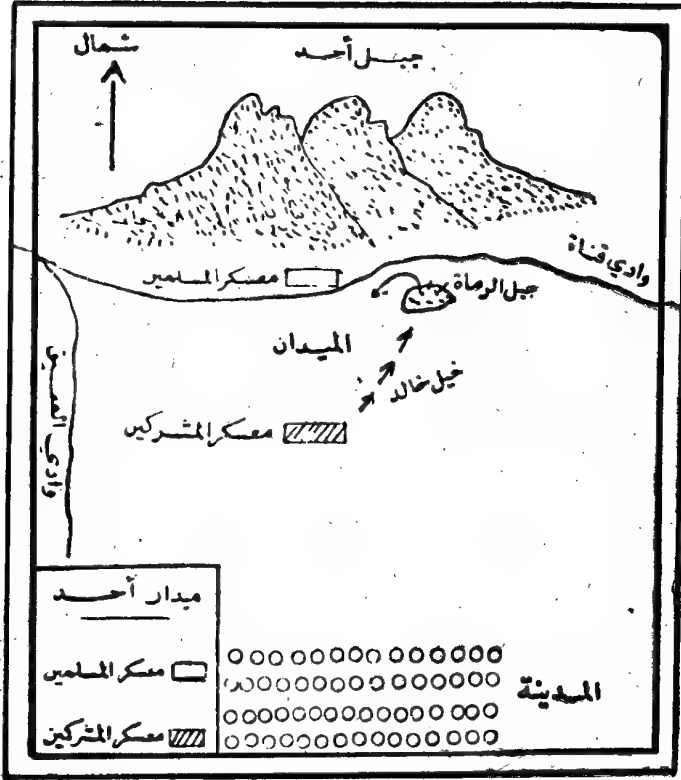 شمال
جبل أحد
وادي قناة
معسكر المسلمين
جبل الرماة
الميدان
خيل خالد
معسكر المشركين
ميدان أحد
معسكر المسلمين
معسكر المشركين
المدينة